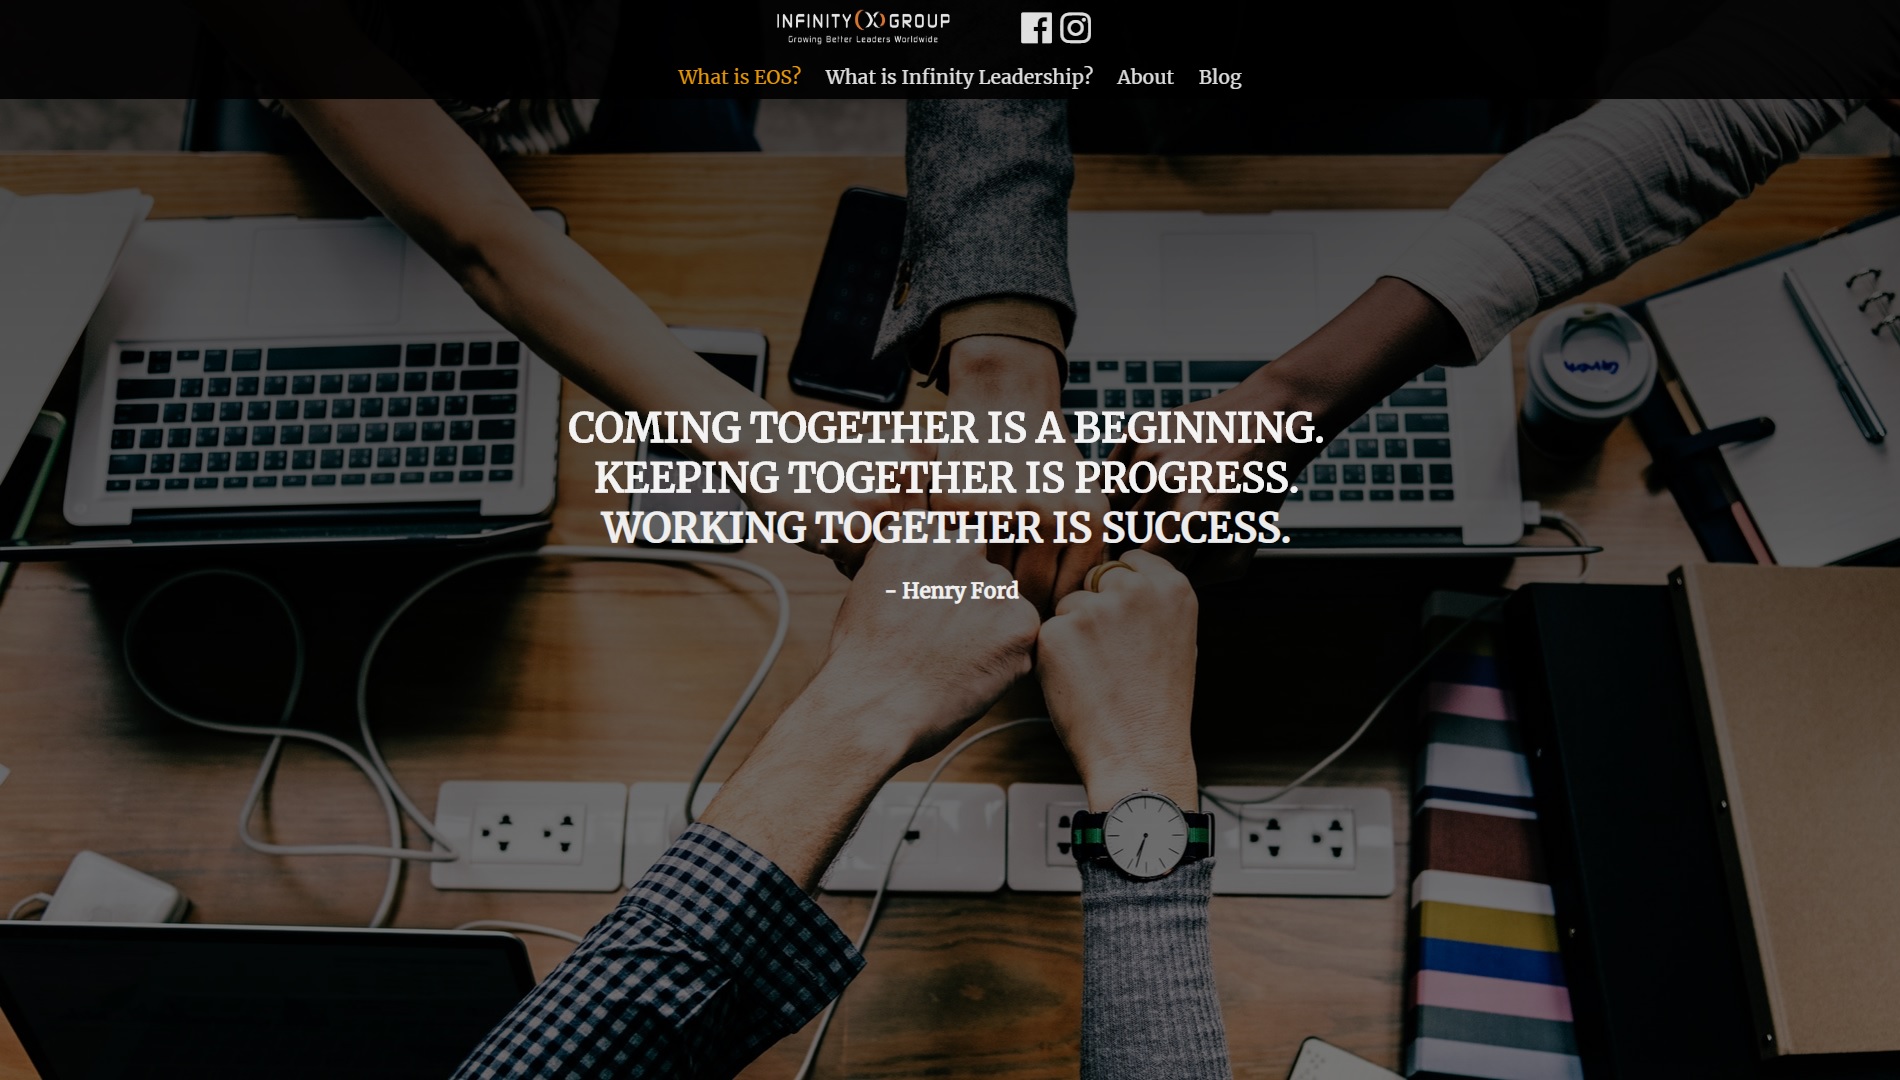 INFINITY GROUP
Growing Better Leaders Worldwide
What is EOS? What is Infinity Leadership? About Blog
COMING TOGETHER IS A BEGINNING.
KEEPING TOGETHER IS PROGRESS.
WORKING TOGETHER IS SUCCESS.
- Henry Ford